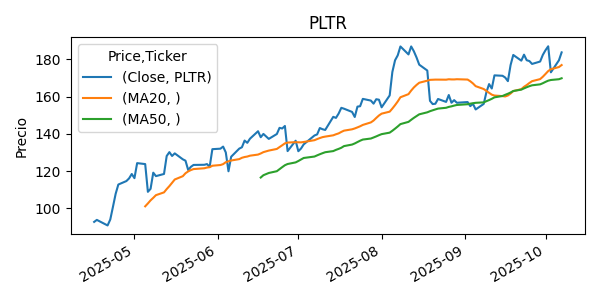 PLTR
Price,Ticker
(Close, PLTR)
(MA20, )
(MA50, )
Precio
180
160
140
120
100
2025-05
2025-06
2025-07
2025-08
2025-09
2025-10